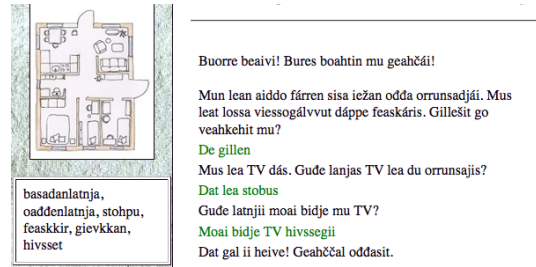 basadanlatnja,
oađđenlatnja, stohpu,
feaskkir, gievkkan,
hivsset
Buorre beaivi! Bures boahtin mu geahčái!
Mun lean aiddo fárren sisa iežan ođđa orrunsadjái. Mus
leat lossa viessogálvvut dáppe feaskáris. Gillešit go
veahkehit mu?
De gillen
Mus lea TV dás. Guđe lanjas TV lea du orrunsajis?
Dat lea stobus
Guđe latnjii moai bidje mu TV?
Moai bidje TV hivssegii
Dat gal ii heive! Geahččal ođđasit.